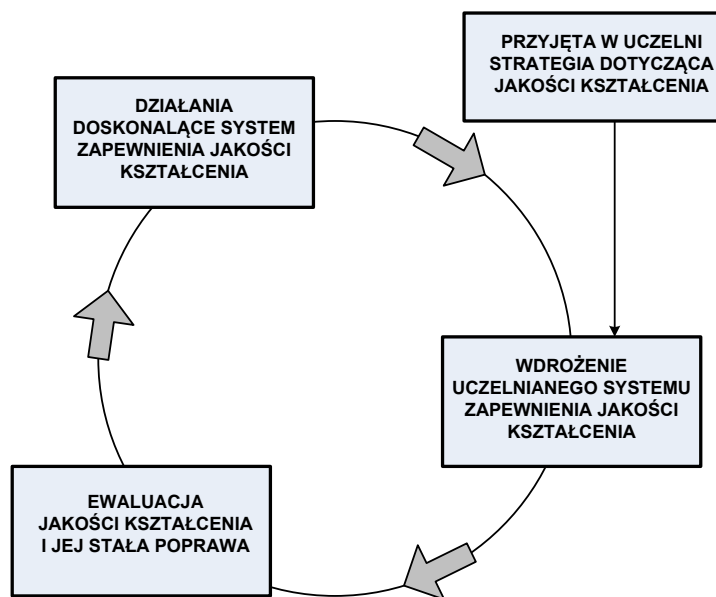 PRZYJĘTA W UCZELNI
STRATEGIA DOTYCZĄCA
JAKOŚCI KSZTAŁCENIA
DZIAŁANIA
DOSKONALĄCE SYSTEM
ZAPEWNIENIA JAKOŚCI
KSZTAŁCENIA
WDROŻENIE
UCZELNIANEGO SYSTEMU
ZAPEWNIENIA JAKOŚCI
KSZTAŁCENIA
EWALUACJA
JAKOŚCI KSZTAŁCENIA
I JEJ STAŁA POPRAWA